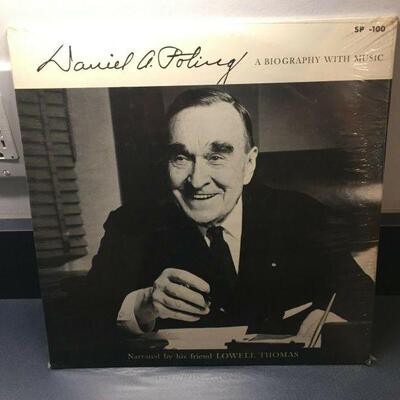 SP -100
Daniel A. Poling A BIOGRAPHY WITH MUSIC
Narrated by his friend LOWELL THOMAS